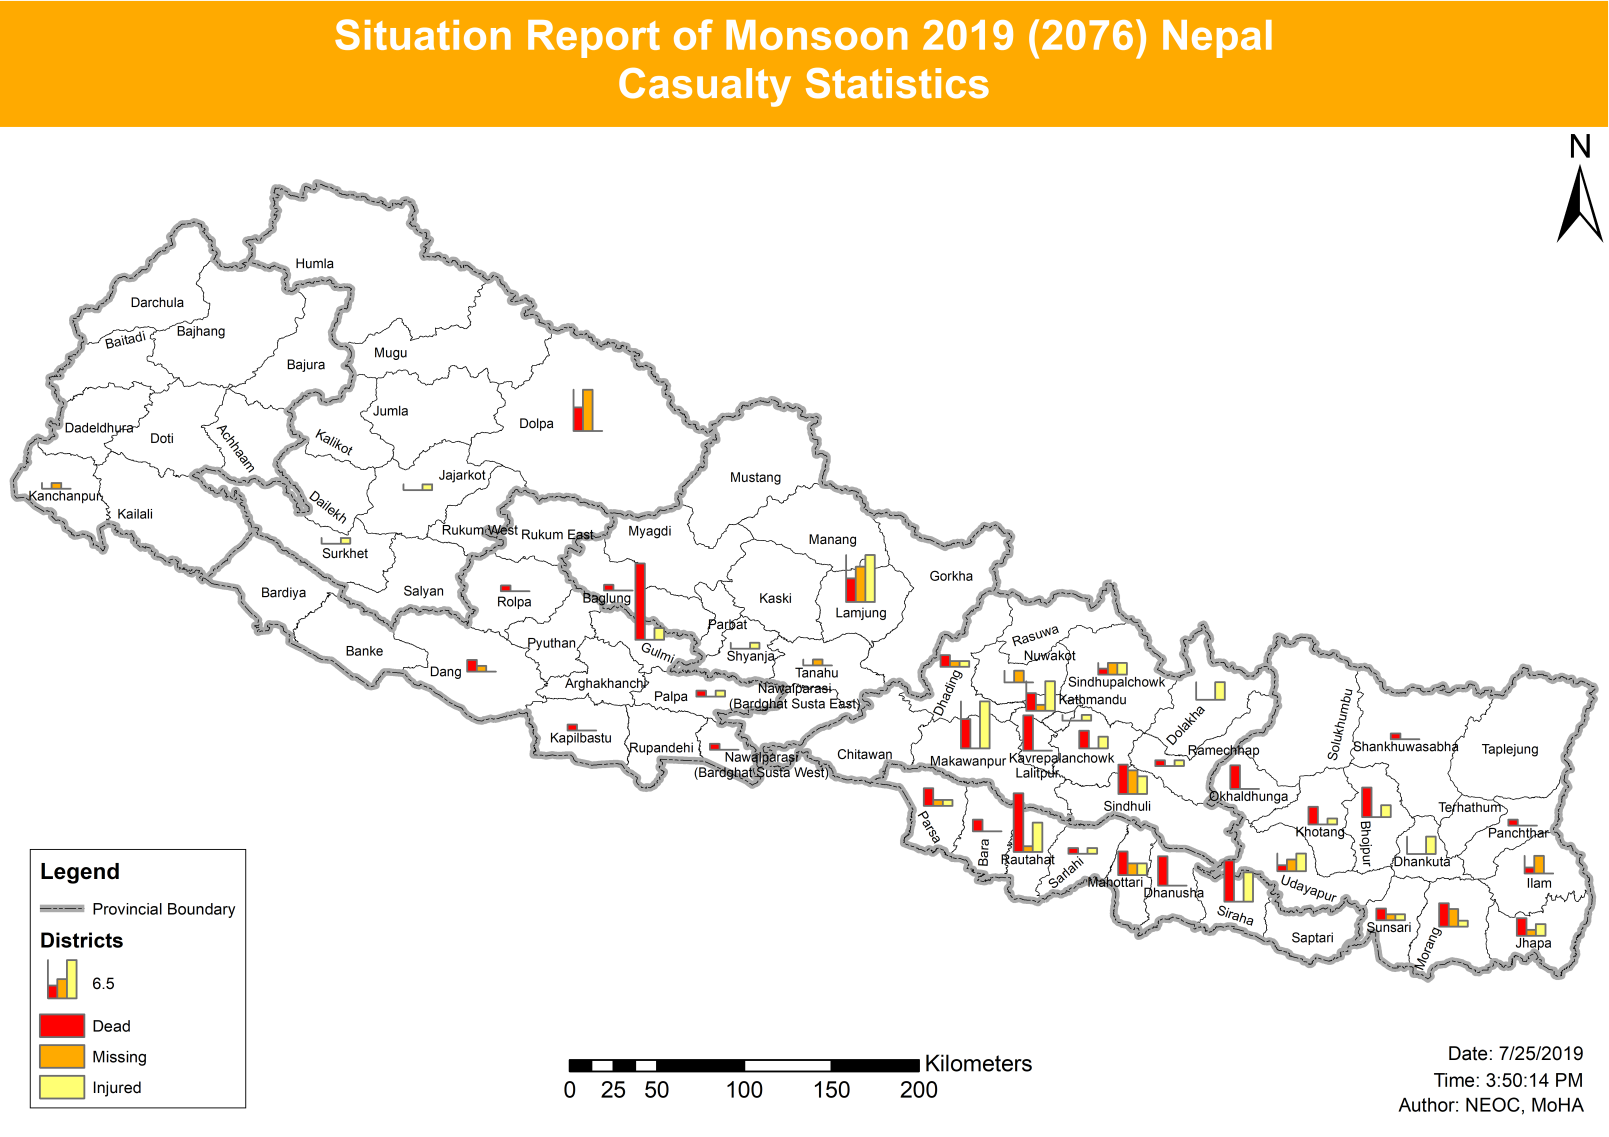 Situation Report of Monsoon 2019 (2076) Nepal
Casualty Statistics
N
Humla
Darchula
Bajhang
Baitadi
Bajura
Mugu
Jumla
Dolpa
Dadeldhura
Doti
Achhaam
Kalikot
Jajarkot
Mustang
Kanchanpur
Kailali
Dailekh
Rukum West
Rukum East
Myagdi
Manang
Surkhet
Gorkha
Bardiya
Salyan
Rolpa
Baglung
Kaski
Lamjung
Parbat
Rasuwa
Banke
Pyuthan
Gulmi
Shyanja
Nuwakot
Dang
Tanahu
Sindhupalchowk
Arghakhanchi
Palpa
Nawalparasi
(Bardghat Susta East)
Dhading
Kathmandu
Dolakha
Solukhumbu
Kapilbastu
Rupandehi
Nawalparasi
(Bardghat Susta West)
Chitawan
Makawanpur
Kavrepalanchowk
Lalitpur
Ramechhap
Shankhuwasabha
Taplejung
Sindhuli
Okhaldhunga
Terhathum
Parsa
Bara
Rautahat
Sarlahi
Mahottari
Dhanusha
Siraha
Saptari
Khotang
Bhojpur
Dhankuta
Panchthar
Udayapur
Ilam
Sunsari
Morang
Jhapa
Legend
Provincial Boundary
Districts
6.5
Dead
Missing
Injured
Kilometers
0 25 50 100 150 200
Date: 7/25/2019
Time: 3:50:14 PM
Author: NEOC, MoHA